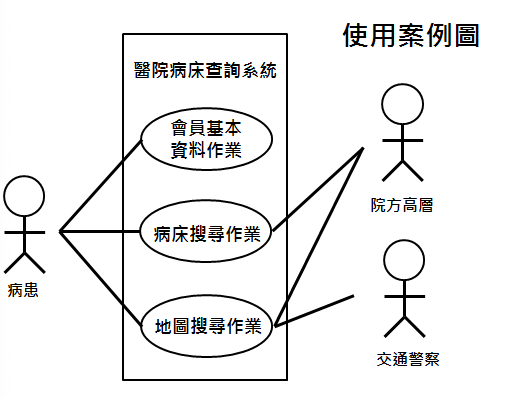 使用案例圖
醫院病床查詢系統
會員基本
資料作業
病床搜尋作業
地圖搜尋作業
病患
院方高層
交通警察